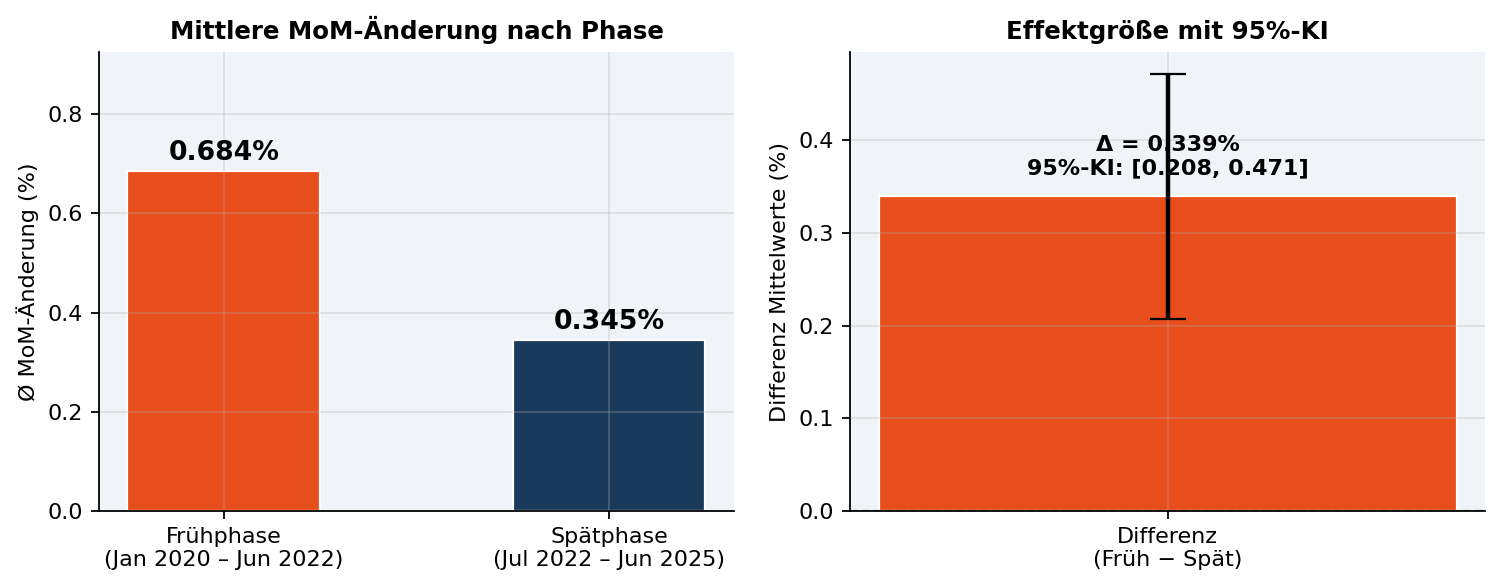 Mittlere MoM-Änderung nach Phase
Ø MoM-Änderung (%)
0.8
0.6
0.4
0.2
0.0
0.684%
0.345%
Frühphase
(Jan 2020 – Jun 2022)
Spätphase
(Jul 2022 – Jun 2025)
Effektgröße mit 95%-KI
Differenz Mittelwerte (%)
0.4
0.3
0.2
0.1
0.0
Δ = 0.339%
95%-KI: [0.208, 0.471]
Differenz
(Früh − Spät)